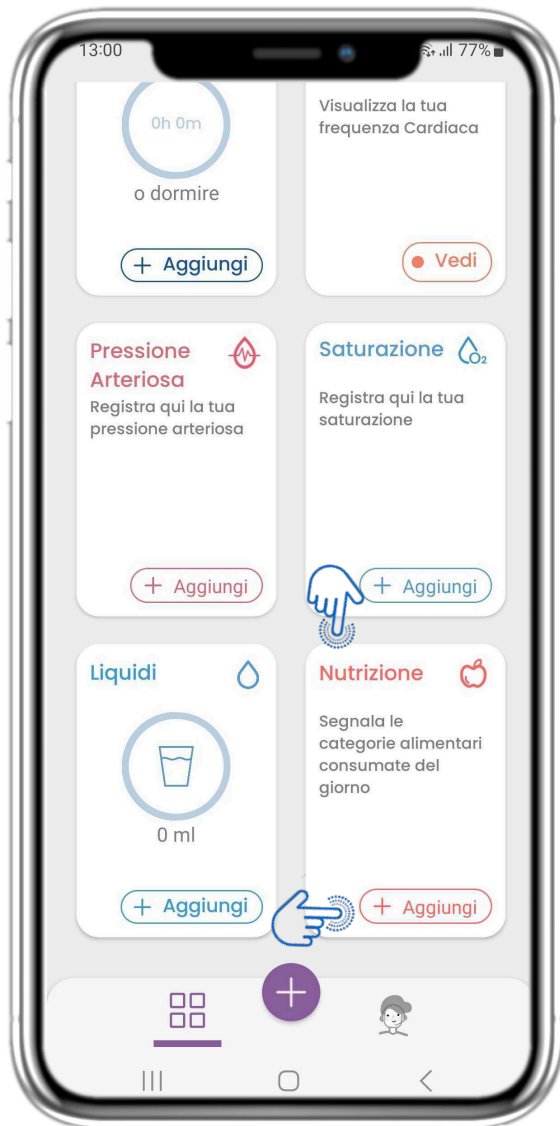 13:00
77%
0h 0m
o dormire
+ Aggiungi
Visualizza la tua
frequenza Cardiaca
Vedi
Pressione
Arteriosa
Registra qui la tua
pressione arteriosa
+ Aggiungi
Saturazione
O2
Registra qui la tua
saturazione
+ Aggiungi
Liquidi
0 ml
+ Aggiungi
Nutrizione
Segnala le
categorie alimentari
consumate del
giorno
+ Aggiungi